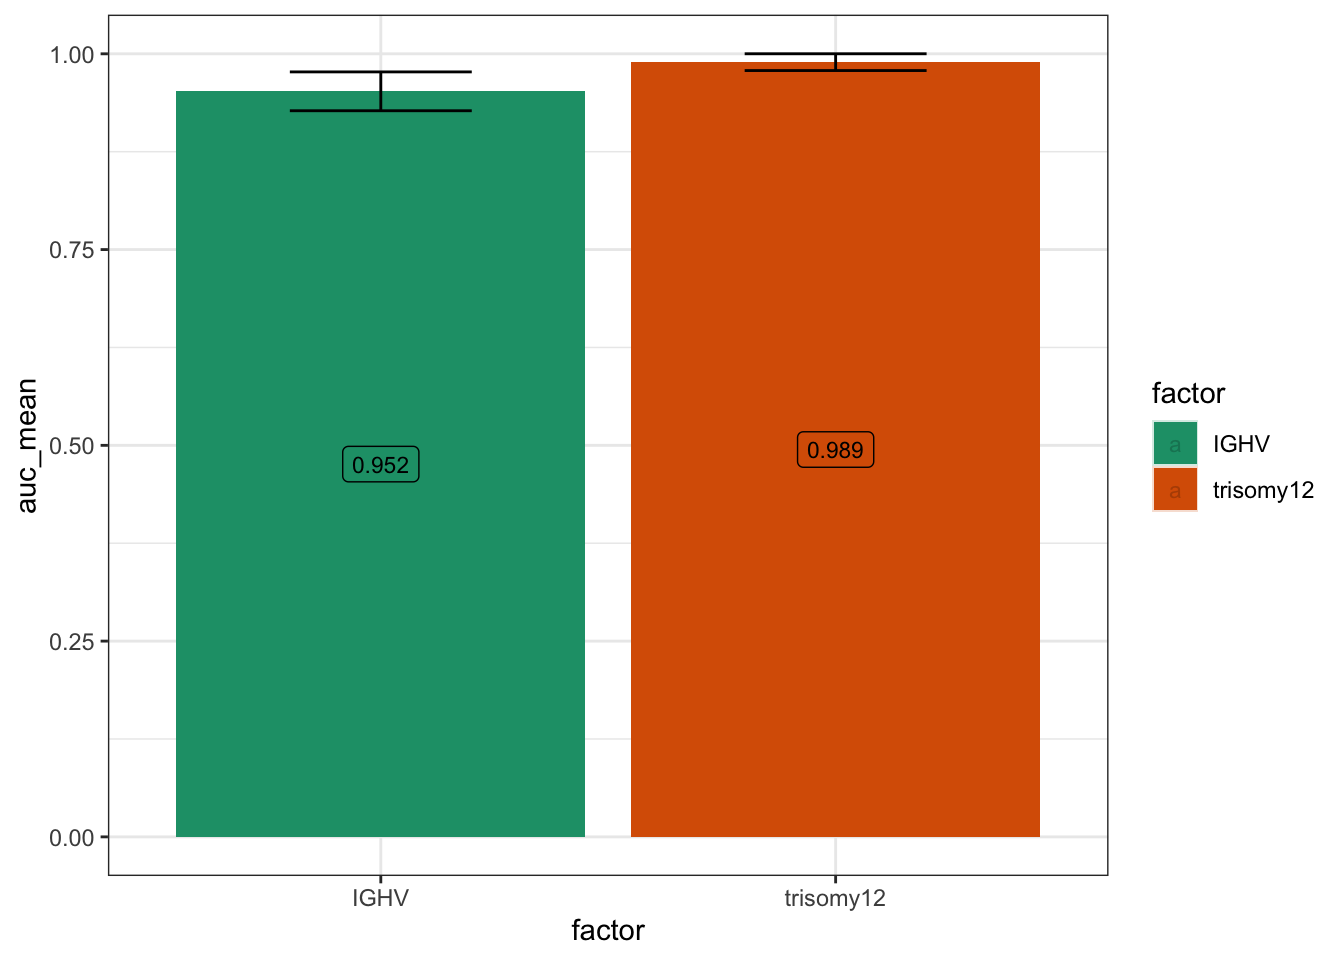 auc_mean
1.00
0.75
0.50
0.25
0.00
0.952
0.989
IGHV
trisomy12
factor
factor
a IGHV
a trisomy12